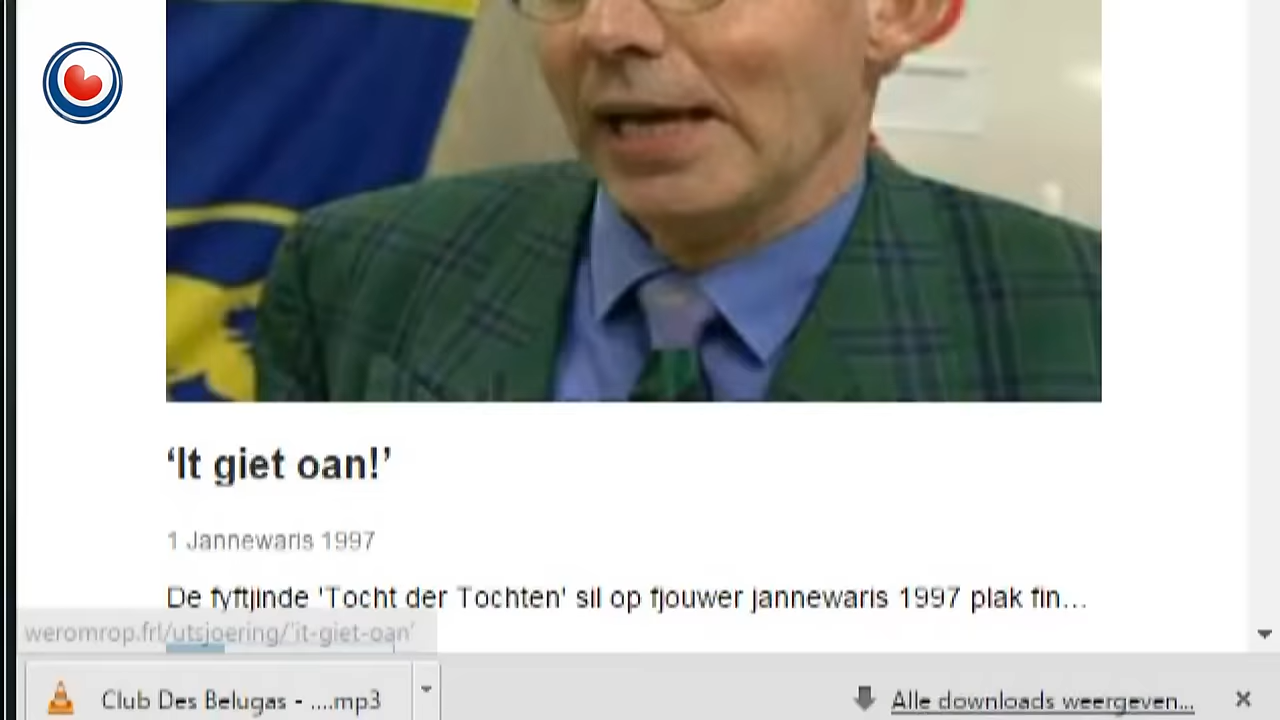 ‘It giet oan!’
1 Jannewaris 1997
De fyftjinde 'Tocht der Tochten' sil op fjouwer jannewaris 1997 plak fin...
weromrop.frl/utsjoering/'it-giet-oan'
Club Des Belugas - ....mp3
Alle downloads weergeven...